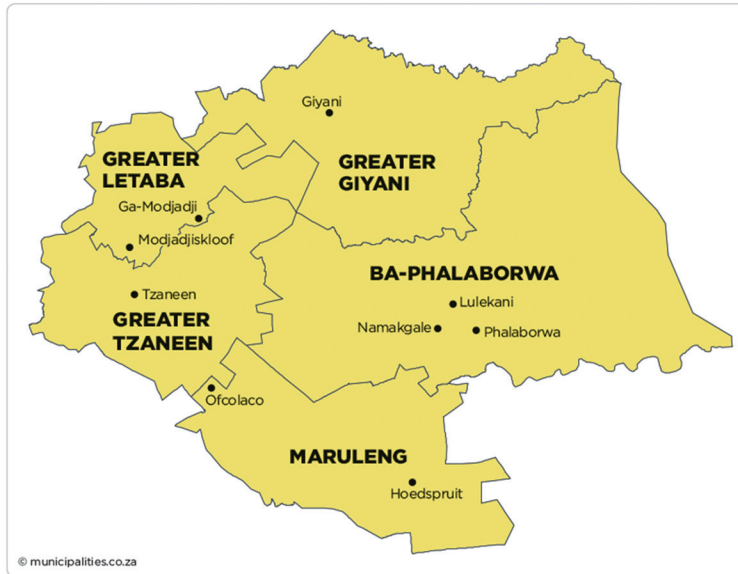 Giyani
GREATER
LETABA
GREATER
GIYANI
Ga-Modjadji
Modjadjiskloof
BA-PHALABORWA
Tzaneen
Lulekani
GREATER
TZANEEN
Namakgale
Phalaborwa
Ofcolaco
MARULENG
Hoedspruit
© municipalities.co.za